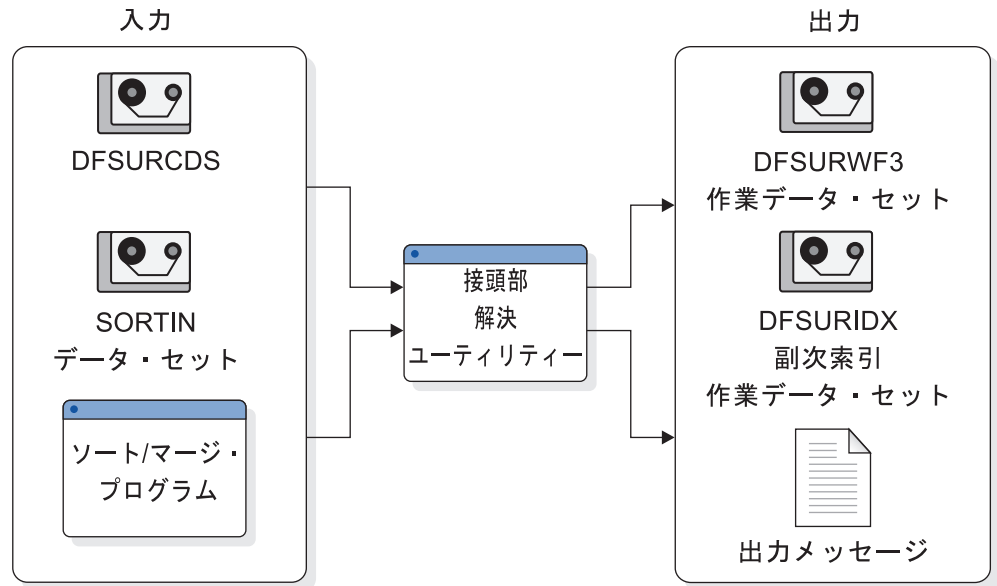 入力
DFSURCDS
SORTIN
データ・セット
ソート/マージ・
プログラム
接頭部
解決
ユーティリティー
出力
DFSURWF3
作業データ・セット
DFSURIDX
副次索引
作業データ・セット
出力メッセージ